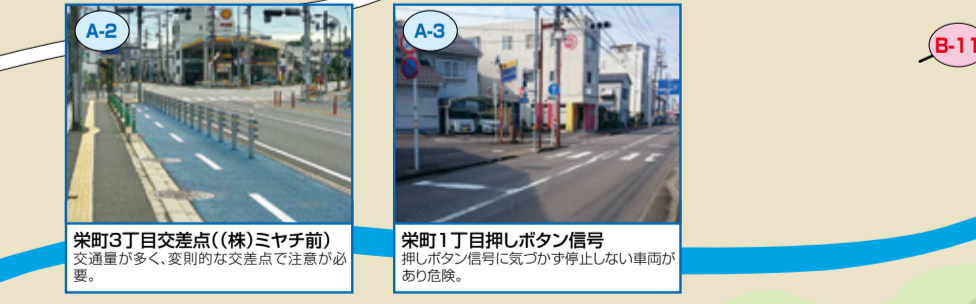 A-2
栄町3丁目交差点((株)ミヤチ前)
交通量が多く、変則的な交差点で注意が必
要。
A-3
栄町1丁目押しボタン信号
押しボタン信号に気づかず停止しない車両が
あり危険。
B-11